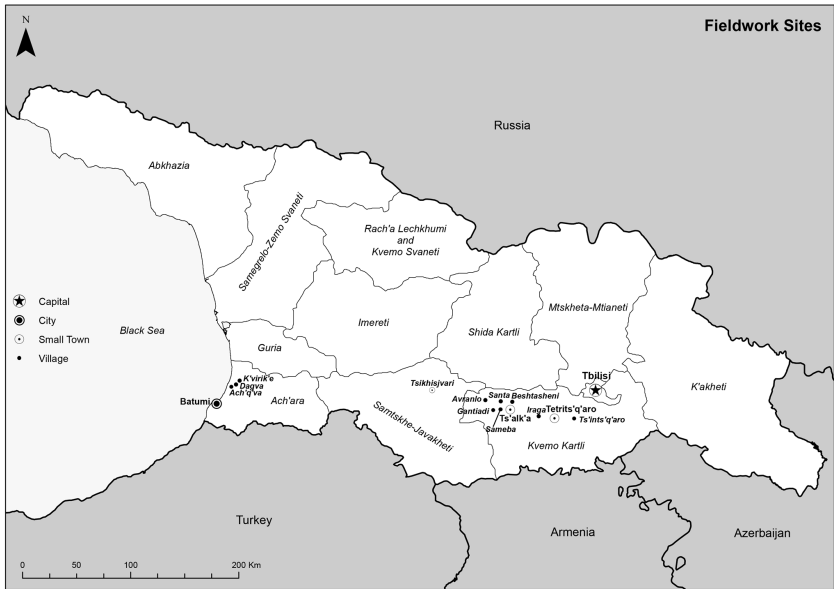 Fieldwork Sites
N
Russia
Abkhazia
Samegrelo-Zemo Svaneti
Rach'a Lechkhumi
and
Kvemo Svaneti
Mtskheta-Mtianeti
Capital
City
Small Town
Village
Black Sea
Imereti
Shida Kartli
Guria
K'akheti
Tbilisi
K'virik'e
Dagva
Ach'q'va
Batumi
Ach'ara
Tsikhisjvari
Samtskhe-Javakheti
Avranlo
Santa
Beshtasheni
Gantiadi
Ts'alk'a
Sameba
Iraga
Tetrits'q'aro
Ts'ints'q'aro
Kvemo Kartli
Turkey
Armenia
Azerbaijan
0 50 100 200 Km